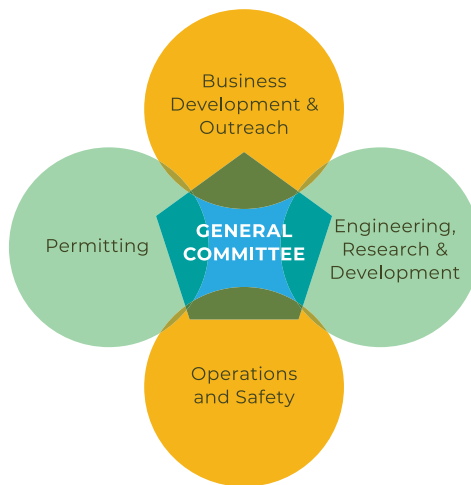 Business
Development &
Outreach
Permitting
GENERAL
COMMITTEE
Engineering,
Research &
Development
Operations
and Safety